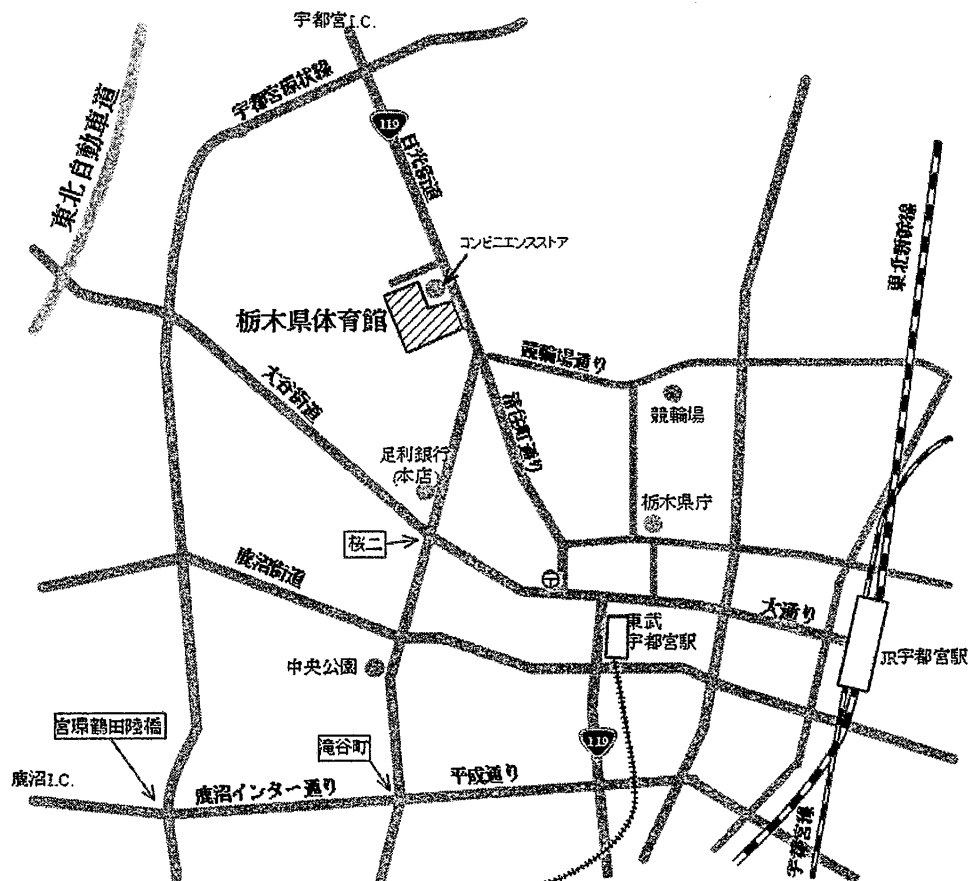 宇都宮I.C.
宇都宮環状線
東北自動車道
119
日光街道
コンビニエンスストア
東北新幹線
栃木県体育館
競輪場通り
大谷街道
清住町通り
競輪場
足利銀行
(本店)
栃木県庁
桜二
鹿沼街道
〒
大通り
東武
宇都宮駅
JR宇都宮駅
中央公園
宮環鶴田陸橋
滝谷町
119
鹿沼I.C.
鹿沼インター通り
平成通り
宇都宮線